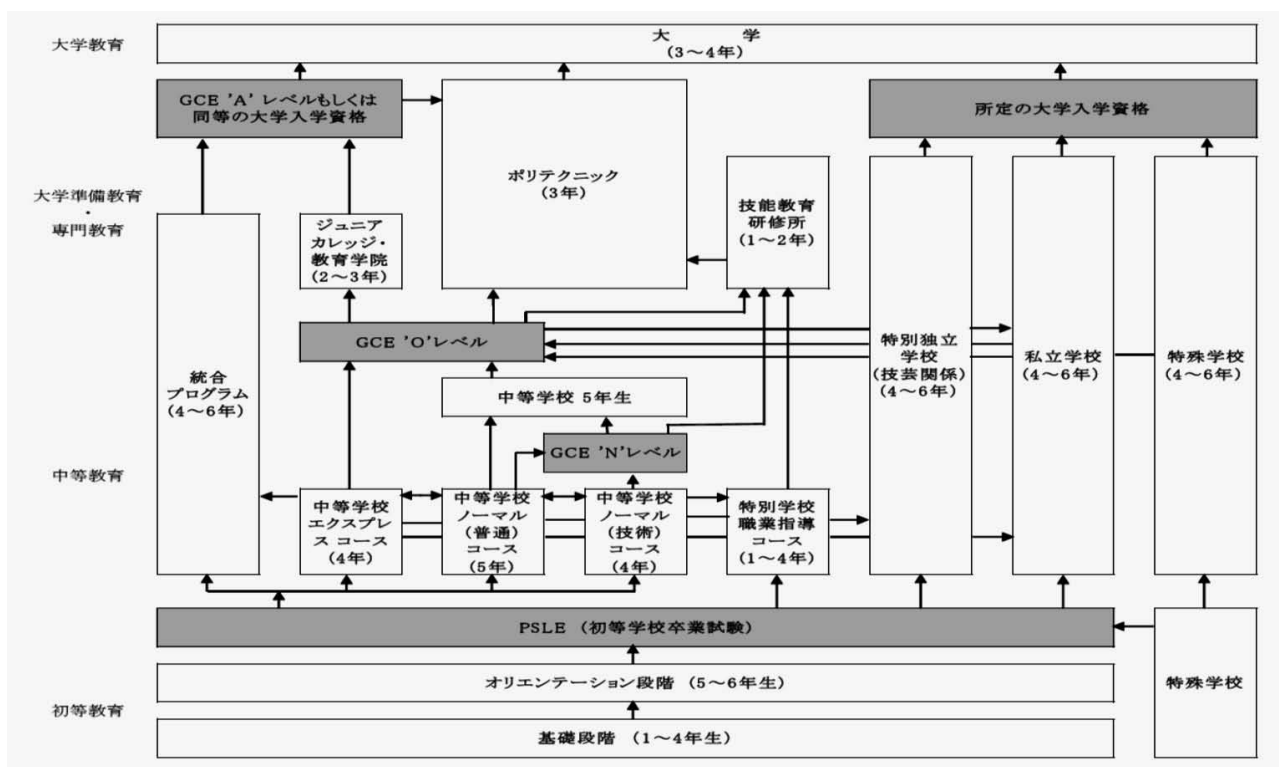 大学教育
大　　学
(3～4年)
GCE 'A' レベルもしくは
同等の大学入学資格
所定の大学入学資格
大学準備教育
・
専門教育
ポリテクニック
(3年)
技能教育
研修所
(1～2年)
ジュニア
カレッジ・
教育学院
(2～3年)
GCE 'O'レベル
統合
プログラム
(4～6年)
特別独立
学校
(技芸関係)
(4～6年)
私立学校
(4～6年)
特殊学校
(4～6年)
中等学校 5年生
GCE 'N'レベル
中等教育
中等学校
エクスプレ
ス コース
(4年)
中等学校
ノーマル
(普通)
コース
(5年)
中等学校
ノーマル
(技術)
コース
(4年)
特別学校
職業指導
コース
(1～4年)
PSLE (初等学校卒業試験)
オリエンテーション段階 (5～6年生)
特殊学校
初等教育
基礎段階 (1～4年生)